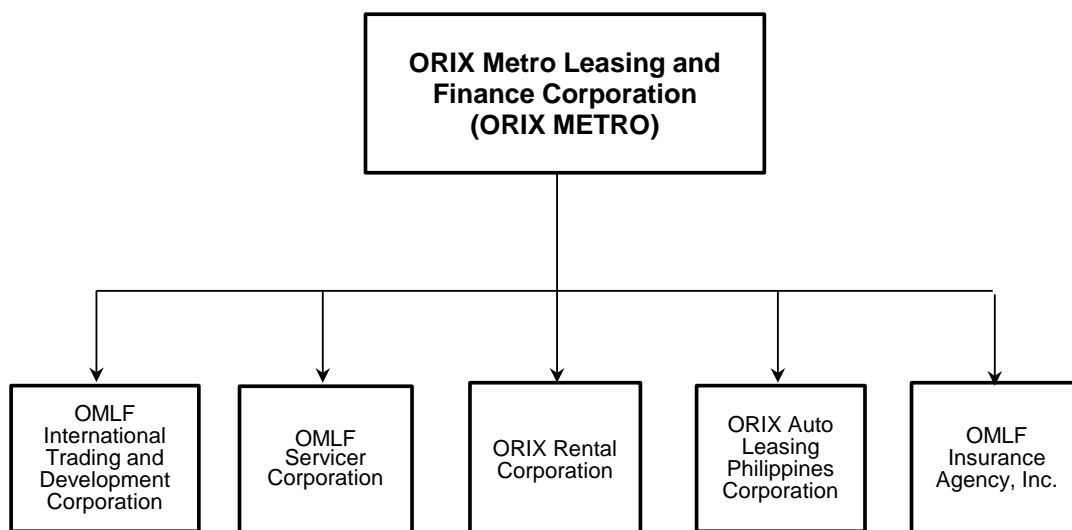 ORIX Metro Leasing and
Finance Corporation
(ORIX METRO)
OMLF
International
Trading and
Development
Corporation
OMLF
Servicer
Corporation
ORIX Rental
Corporation
ORIX Auto
Leasing
Philippines
Corporation
OMLF
Insurance
Agency, Inc.